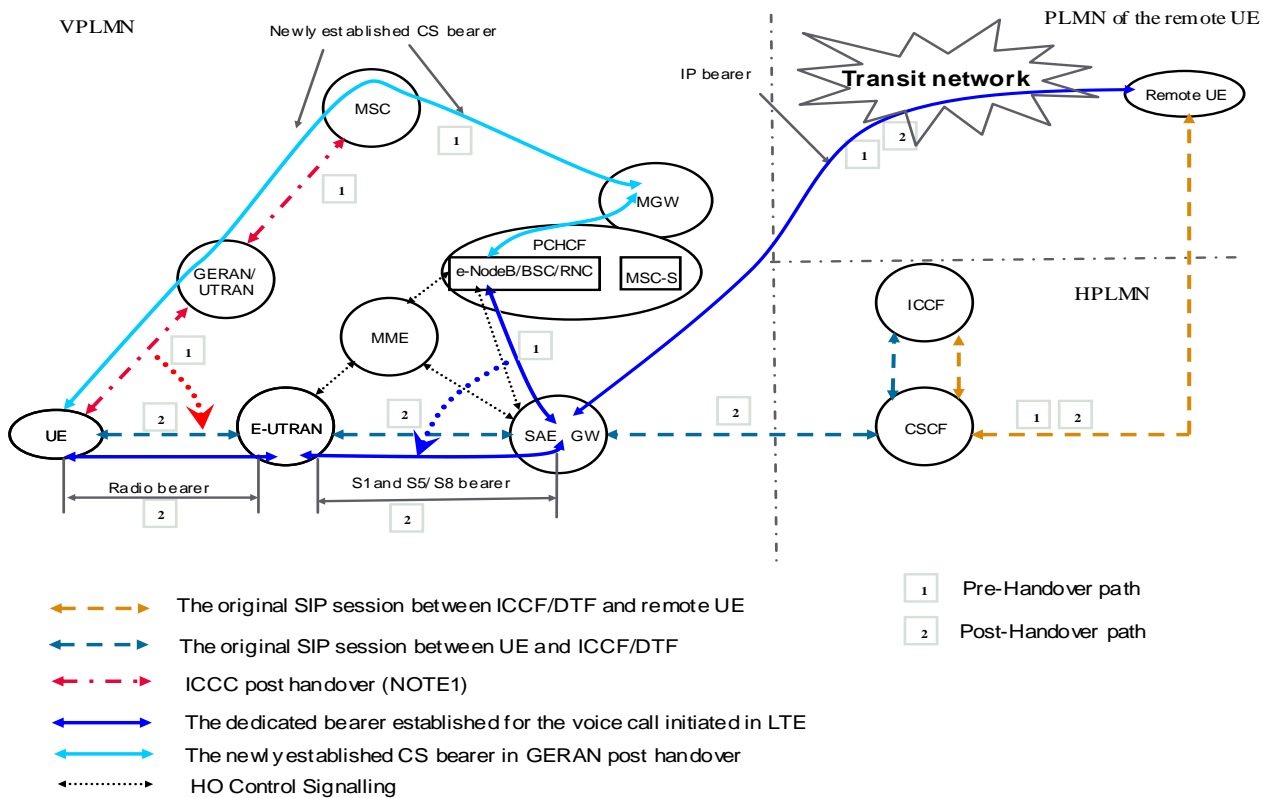 VPLMN
PLMN of the remote UE
Newly established CS bearer
IP bearer
Transit network
Remote UE
MSC
1
2
1
1
MGW
PCHCF
GERAN/
UTRAN
e-NodeB/BSC/RNC
MSC-S
ICCF
HPLMN
MME
1
1
2
E-UTRAN
2
2
1 2
UE
SAE GW
CSCF
Radio bearer
S1 and S5/S8 bearer
2
2
The original SIP session between ICCF/DTF and remote UE
1 Pre-Handover path
The original SIP session between UE and ICCF/DTF
2 Post-Handover path
ICCC post handover (NOTE1)
The dedicated bearer established for the voice call initiated in LTE
The newly established CS bearer in GERAN post handover
HO Control Signalling